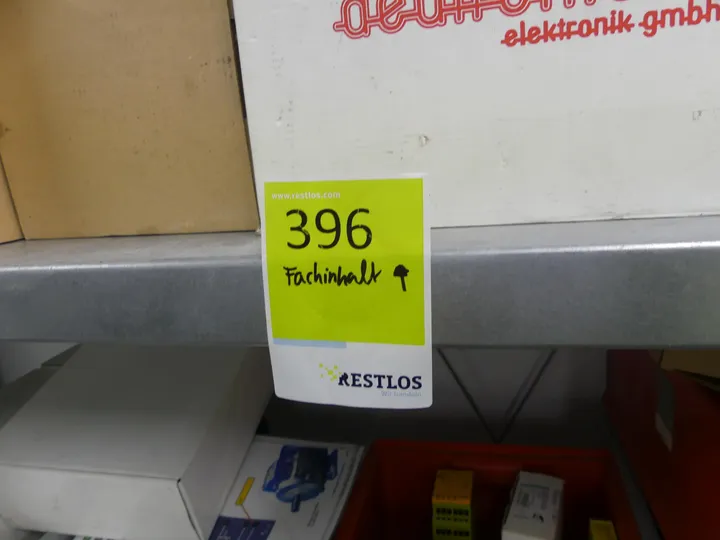 elektronik gmbh
www.restlos.com
396
Fachinhalt
RESTLOS